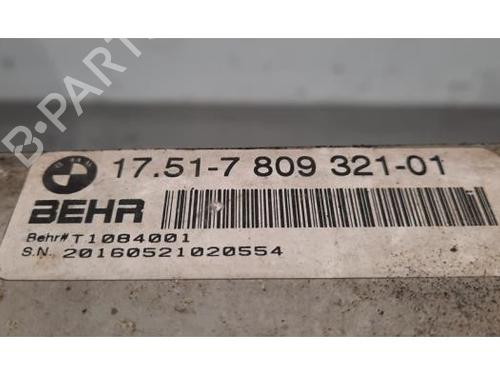 B-PARTS
17.51-7 809 321-01
BEHR
Behr# T1084001
S.N. 20160521020554